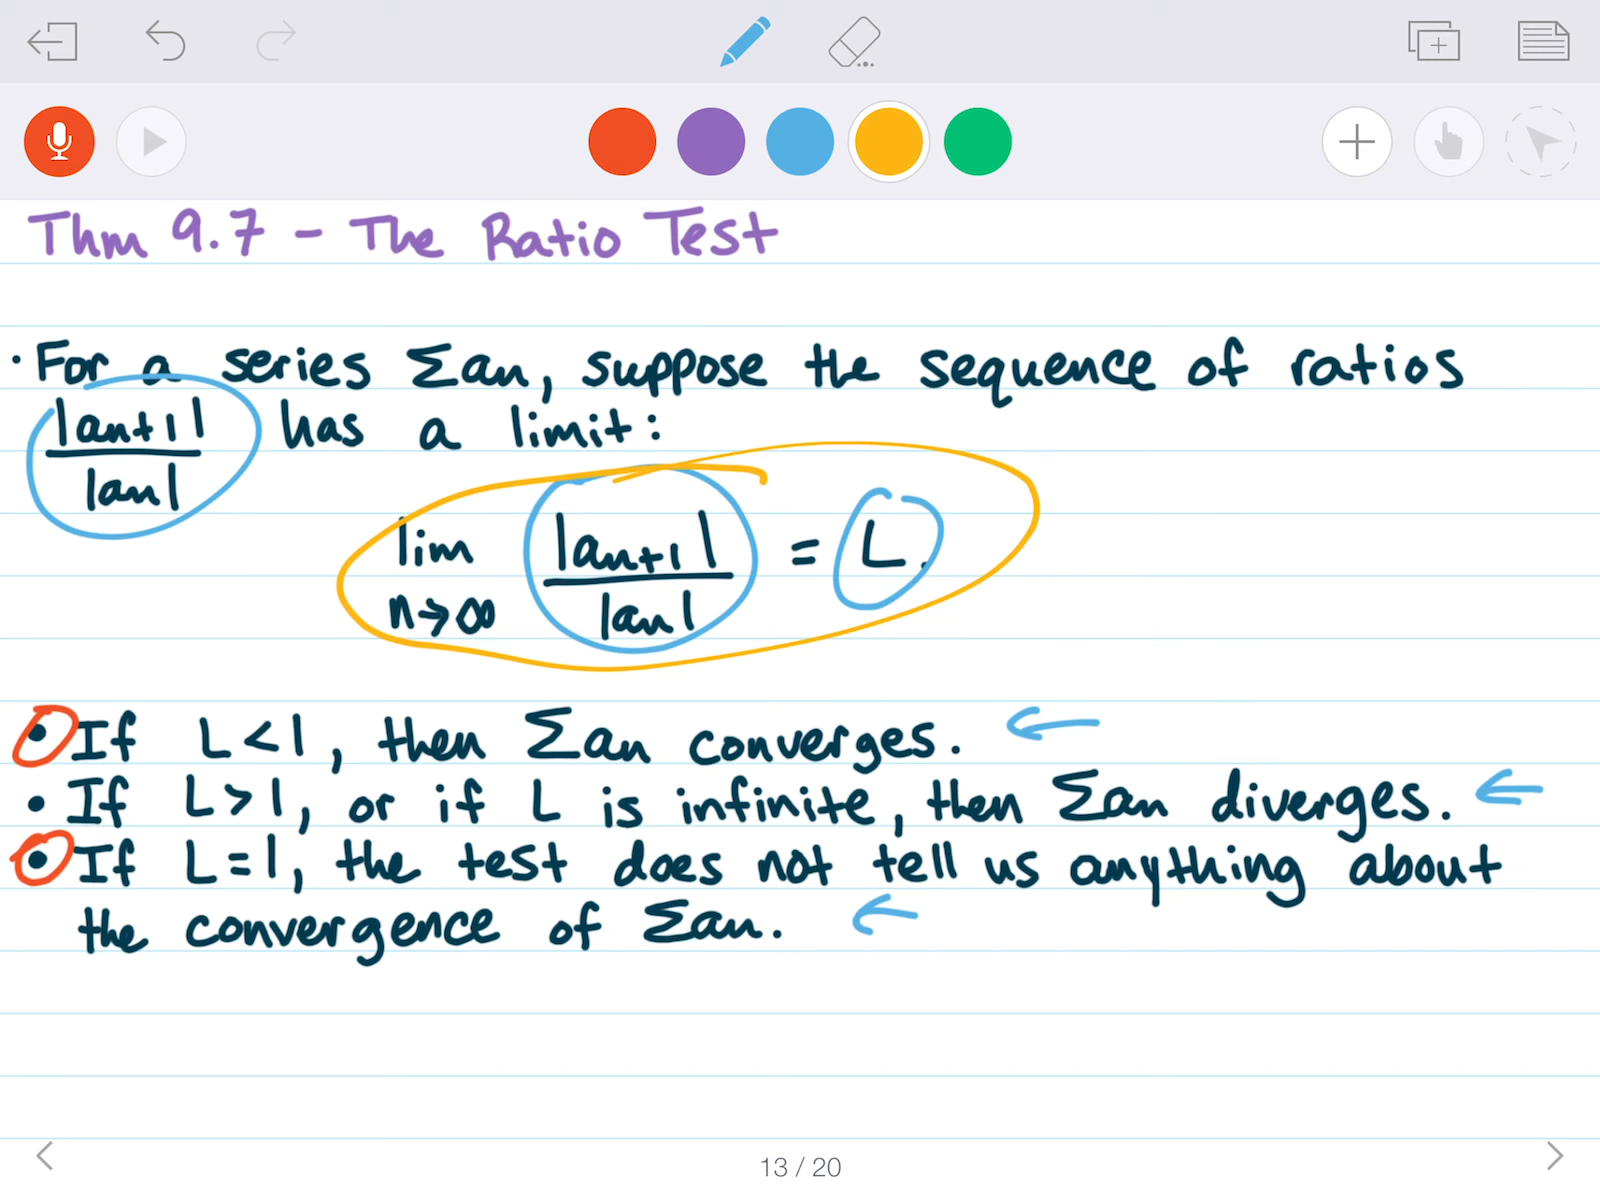 Thm 9.7 - The Ratio Test
· For a series Σan, suppose the sequence of ratios
|an+1|
|an|
has a limit:
lim n→∞ |an+1| / |an| = L.
• If L<1, then Σan converges. ←
• If L>1, or if L is infinite, then Σan diverges. ←
• If L=1, the test does not tell us anything about
the convergence of Σan. ←
13 / 20